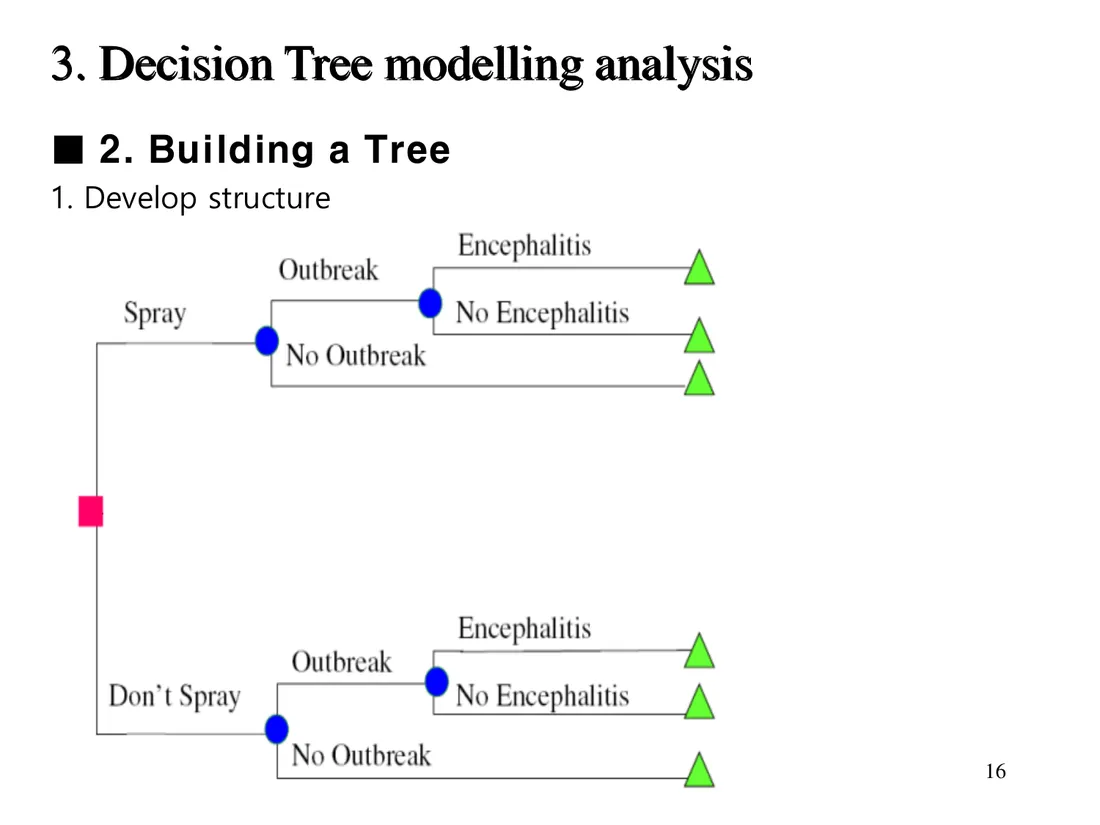 3. Decision Tree modelling analysis
■ 2. Building a Tree
1. Develop structure
Encephalitis
Outbreak
Spray
No Encephalitis
No Outbreak
Encephalitis
Outbreak
Don't Spray
No Encephalitis
No Outbreak
16